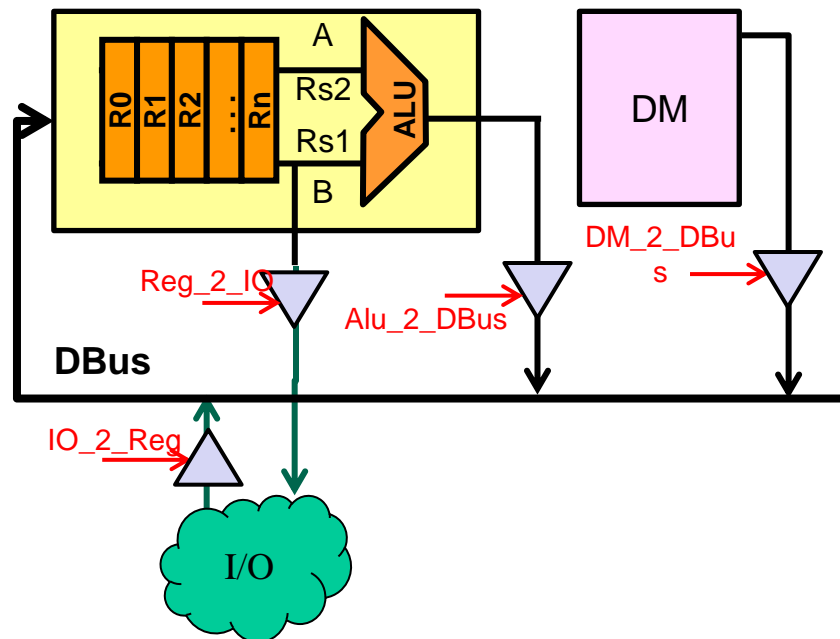 A
R0
R1
R2
...
Rn
Rs2
Rs1
ALU
B
DM
Reg_2_IO
Alu_2_DBus
DM_2_DBu
s
DBus
IO_2_Reg
I/O